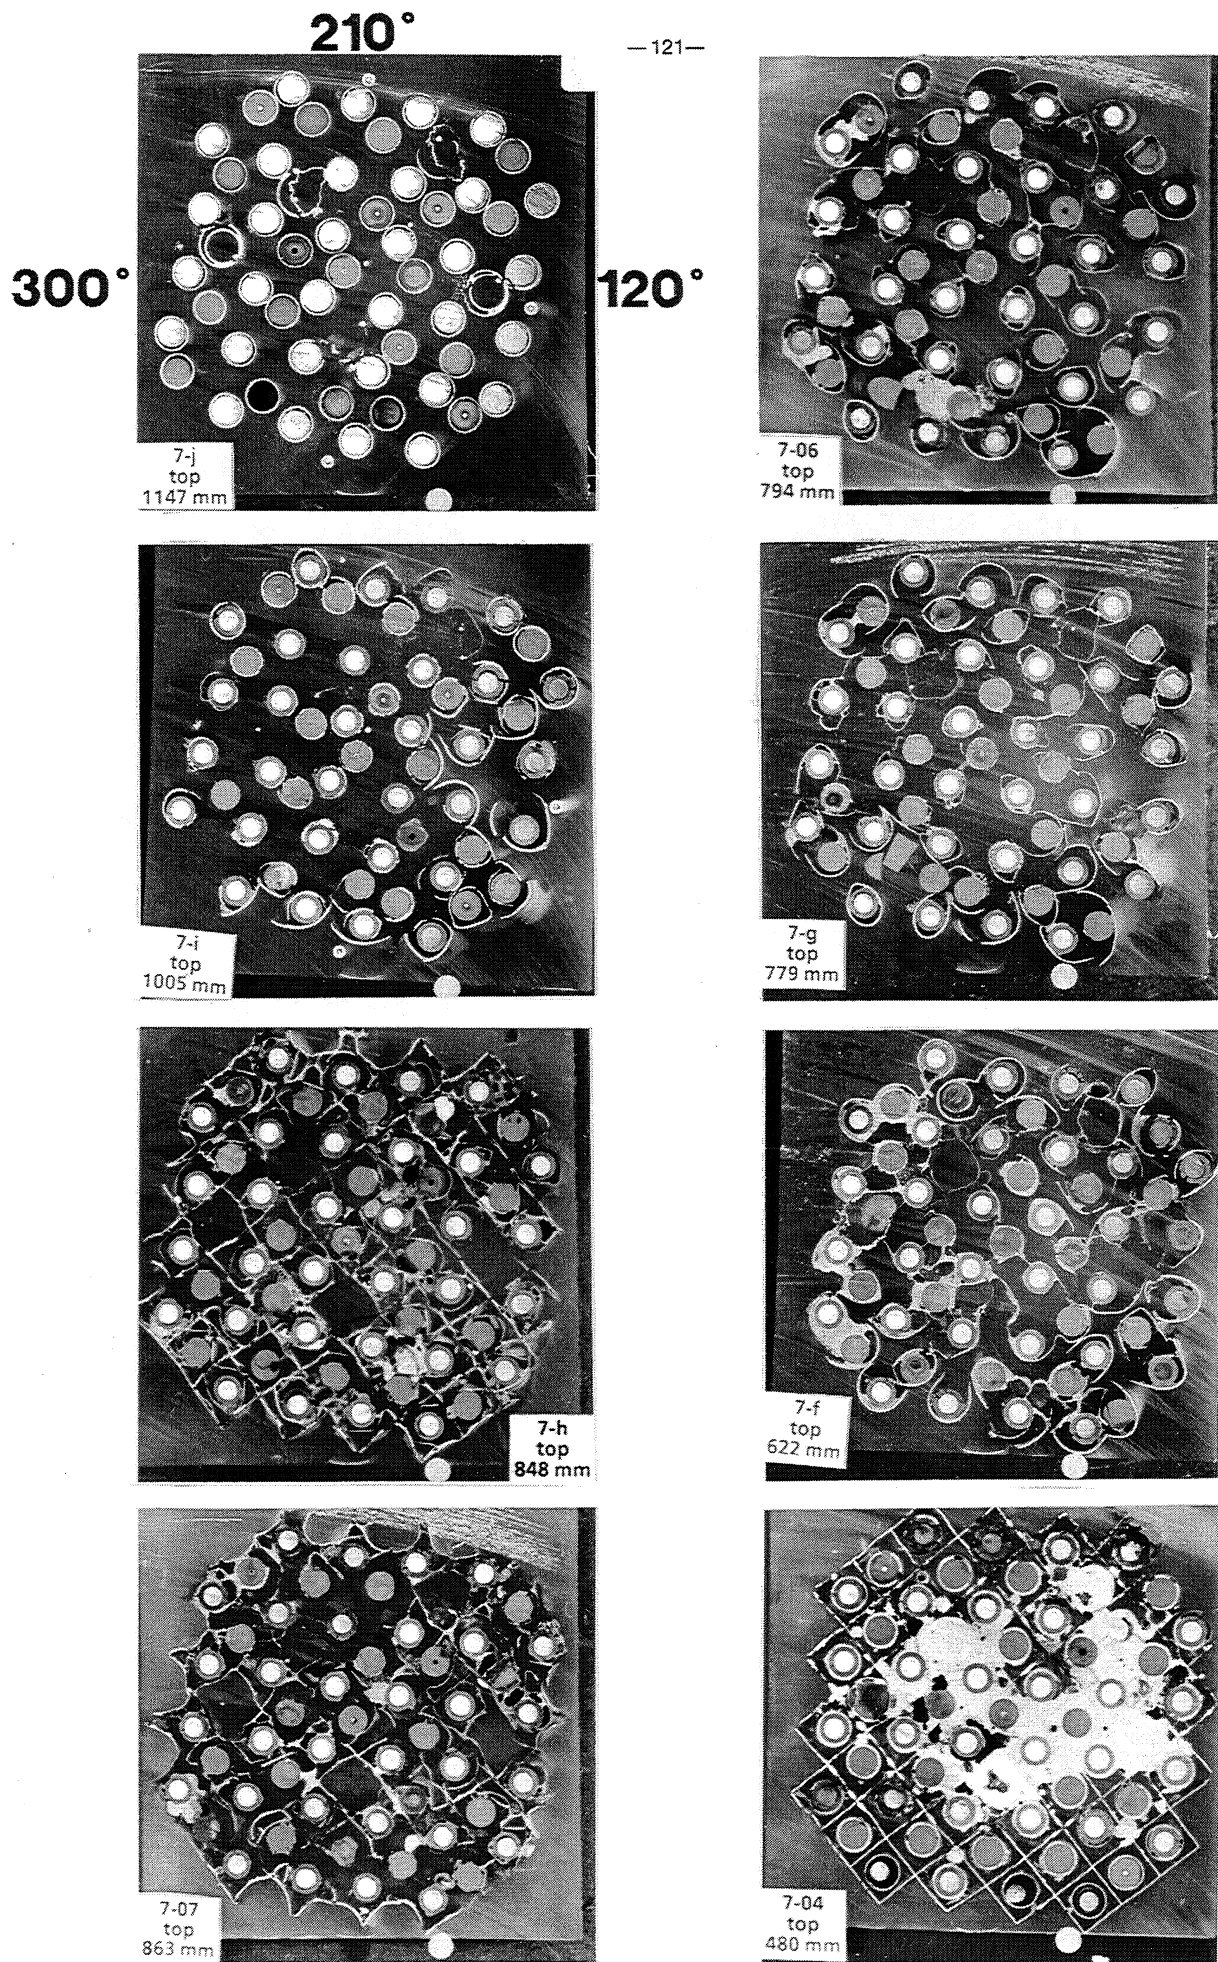 210°
—121—
300°
120°
7-j
top
1147 mm
7-06
top
794 mm
7-i
top
1005 mm
7-g
top
779 mm
7-h
top
848 mm
7-f
top
622 mm
7-07
top
863 mm
7-04
top
480 mm